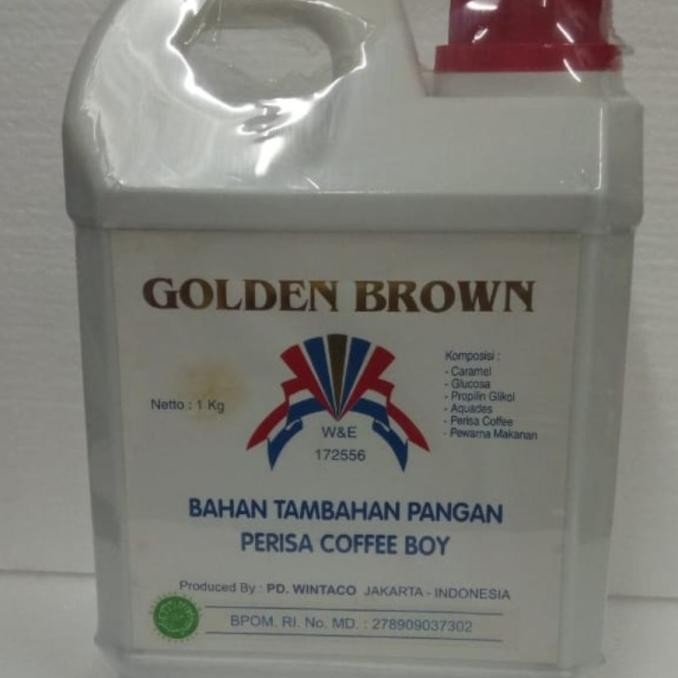 GOLDEN BROWN
Netto : 1 Kg
W&E
172556
Komposisi :
- Caramel
- Glucosa
- Propilin Glikol
- Aquades
- Perisa Coffee
- Pewarna Makanan
BAHAN TAMBAHAN PANGAN
PERISA COFFEE BOY
Produced By : PD. WINTACO JAKARTA - INDONESIA
BPOM. RI. No. MD. : 278909037302